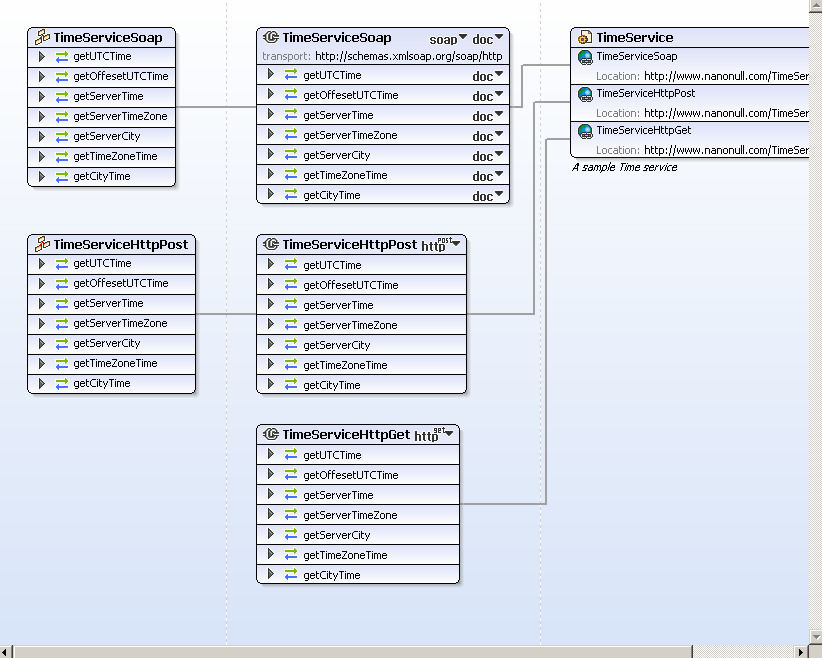 TimeServiceSoap
getUTCTime
getOffesetUTCTime
getServerTime
getServerTimeZone
getServerCity
getTimeZoneTime
getCityTime
TimeServiceHttpPost
getUTCTime
getOffesetUTCTime
getServerTime
getServerTimeZone
getServerCity
getTimeZoneTime
getCityTime
TimeServiceSoap soap doc
transport: http://schemas.xmlsoap.org/soap/http
getUTCTime doc
getOffesetUTCTime doc
getServerTime doc
getServerTimeZone doc
getServerCity doc
getTimeZoneTime doc
getCityTime doc
TimeServiceHttpPost http post
getUTCTime
getOffesetUTCTime
getServerTime
getServerTimeZone
getServerCity
getTimeZoneTime
getCityTime
TimeServiceHttpGet http get
getUTCTime
getOffesetUTCTime
getServerTime
getServerTimeZone
getServerCity
getTimeZoneTime
getCityTime
TimeService
TimeServiceSoap
Location: http://www.nanonull.com/TimeSer
TimeServiceHttpPost
Location: http://www.nanonull.com/TimeSer
TimeServiceHttpGet
Location: http://www.nanonull.com/TimeSer
A sample Time service